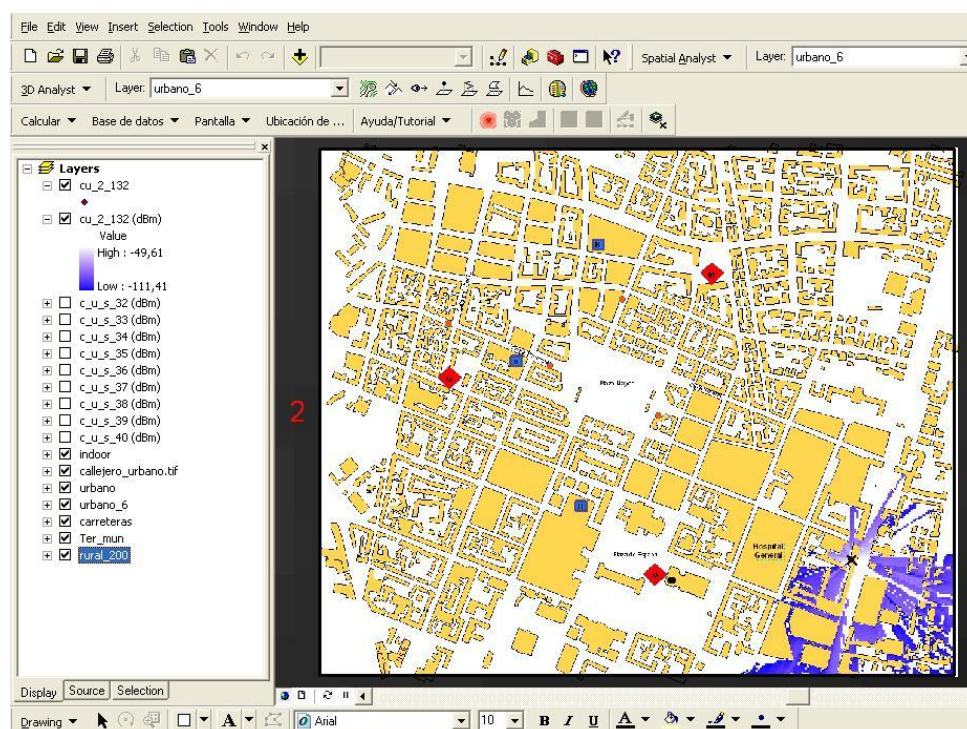 File Edit View Insert Selection Tools Window Help
Spatial Analyst Layer: urbano_6
3D Analyst Layer: urbano_6
Calcular Base de datos Pantalla Ubicación de ... Ayuda/Tutorial
Layers
cu_2_132
cu_2_132 (dBm)
Value
High : -49,61
Low : -111,41
c_u_s_32 (dBm)
c_u_s_33 (dBm)
c_u_s_34 (dBm)
c_u_s_35 (dBm)
c_u_s_36 (dBm)
c_u_s_37 (dBm)
c_u_s_38 (dBm)
c_u_s_39 (dBm)
c_u_s_40 (dBm)
indoor
callejero_urbano.tif
urbano
urbano_6
carreteras
Ter_mun
rural_200
2
Plaza Mayor
Hospital
General
Display Source Selection
Drawing A Arial 10 B I U A